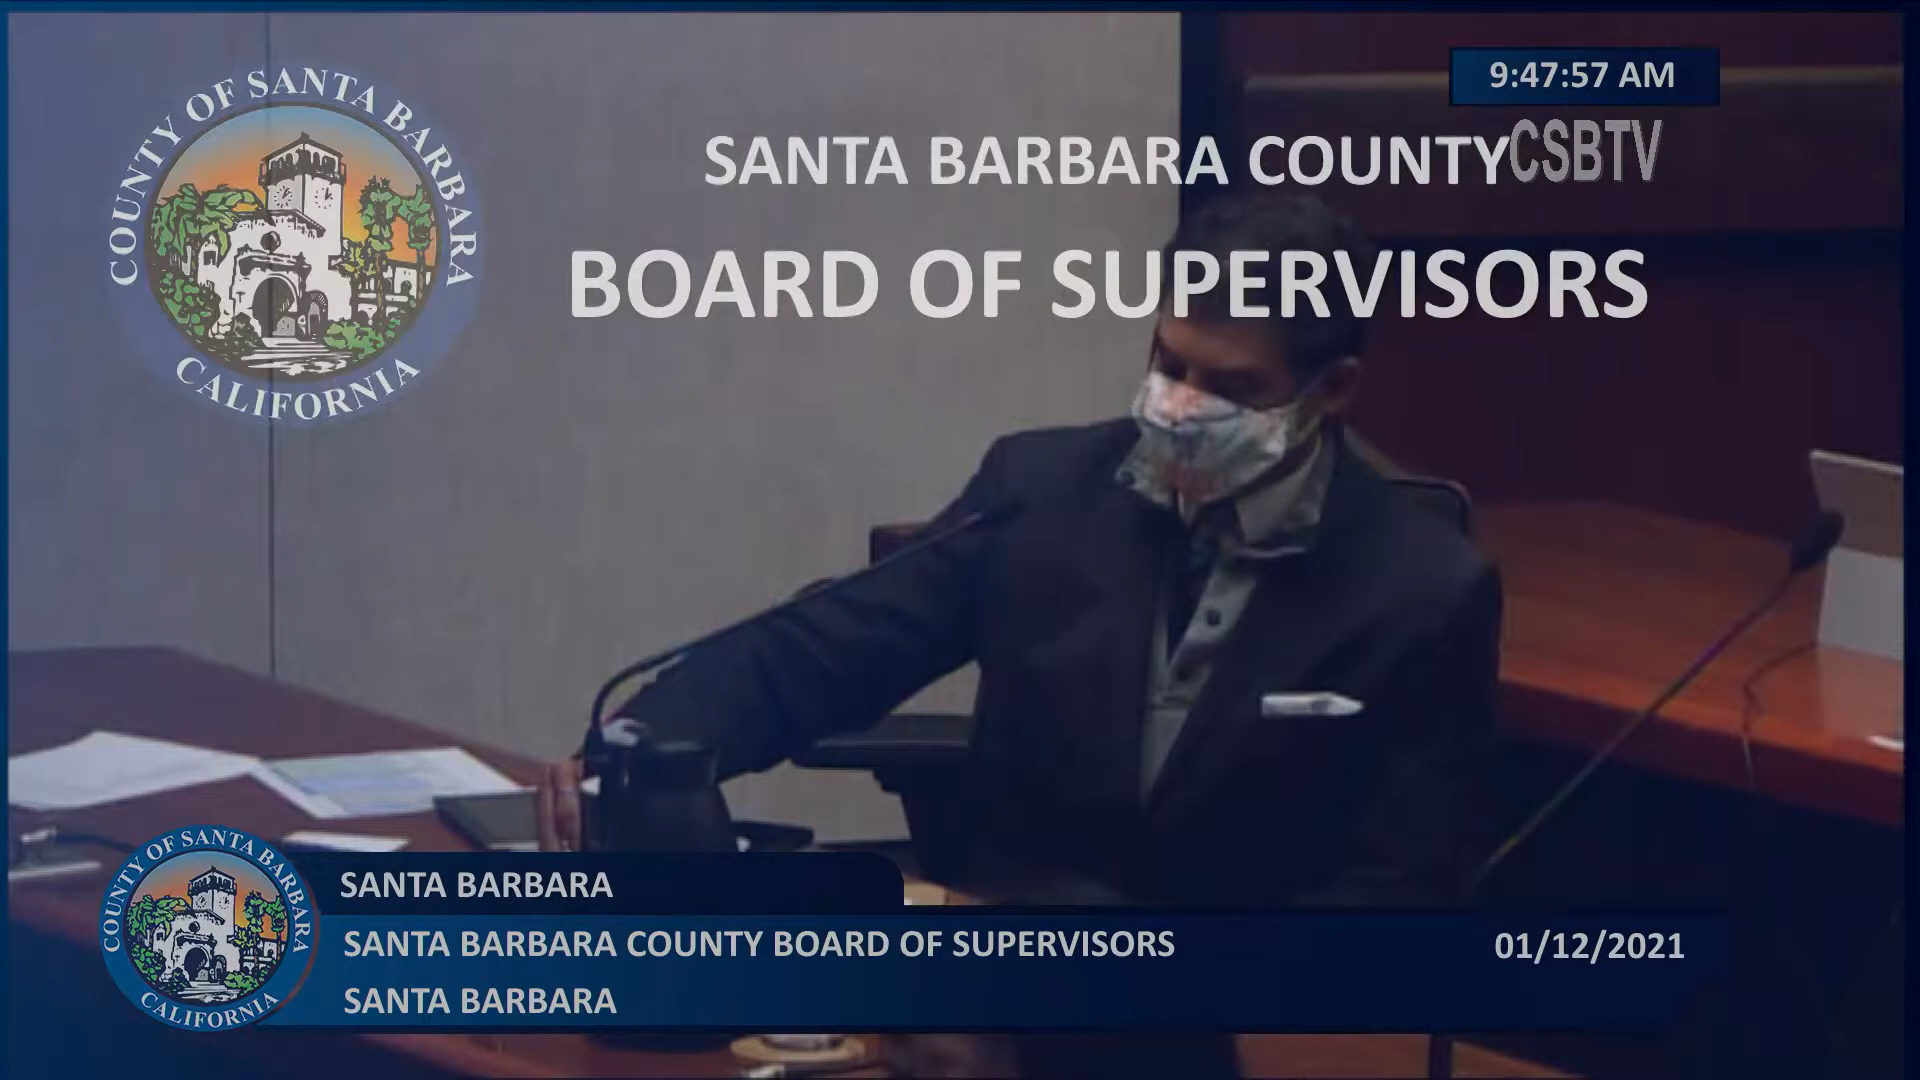 COUNTY OF SANTA BARBARA
CALIFORNIA
9:47:57 AM
CSBTV
SANTA BARBARA COUNTY
BOARD OF SUPERVISORS
COUNTY OF SANTA BARBARA
CALIFORNIA
SANTA BARBARA
SANTA BARBARA COUNTY BOARD OF SUPERVISORS
01/12/2021
SANTA BARBARA